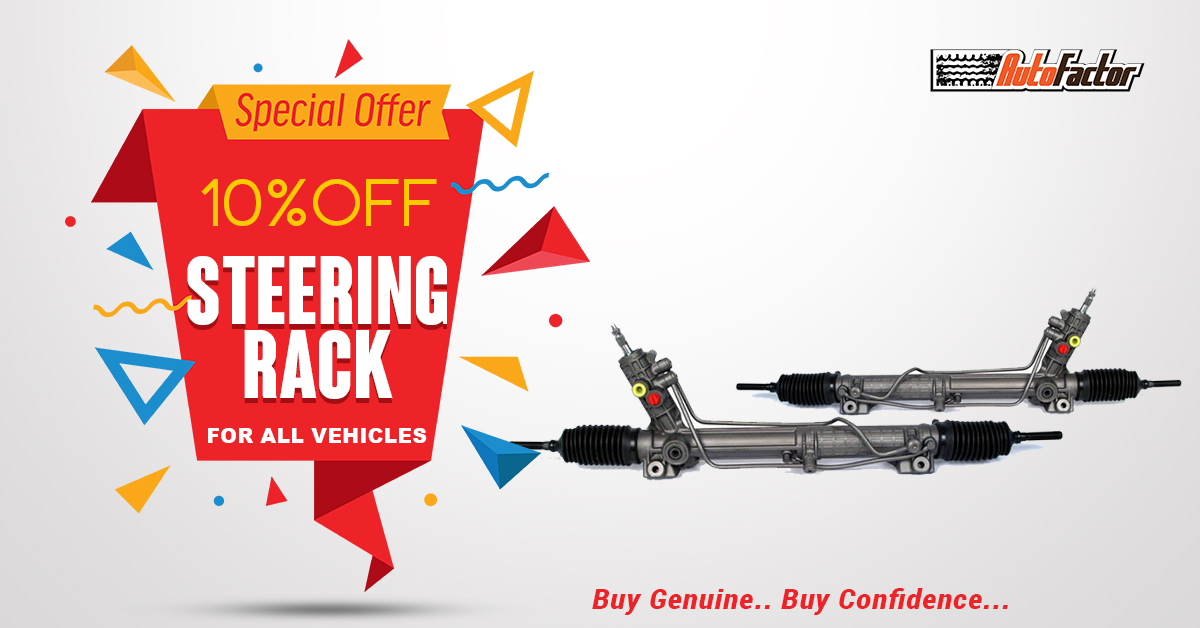 AutoFactor
Special Offer
10%OFF
STEERING
RACK
FOR ALL VEHICLES
Buy Genuine.. Buy Confidence...